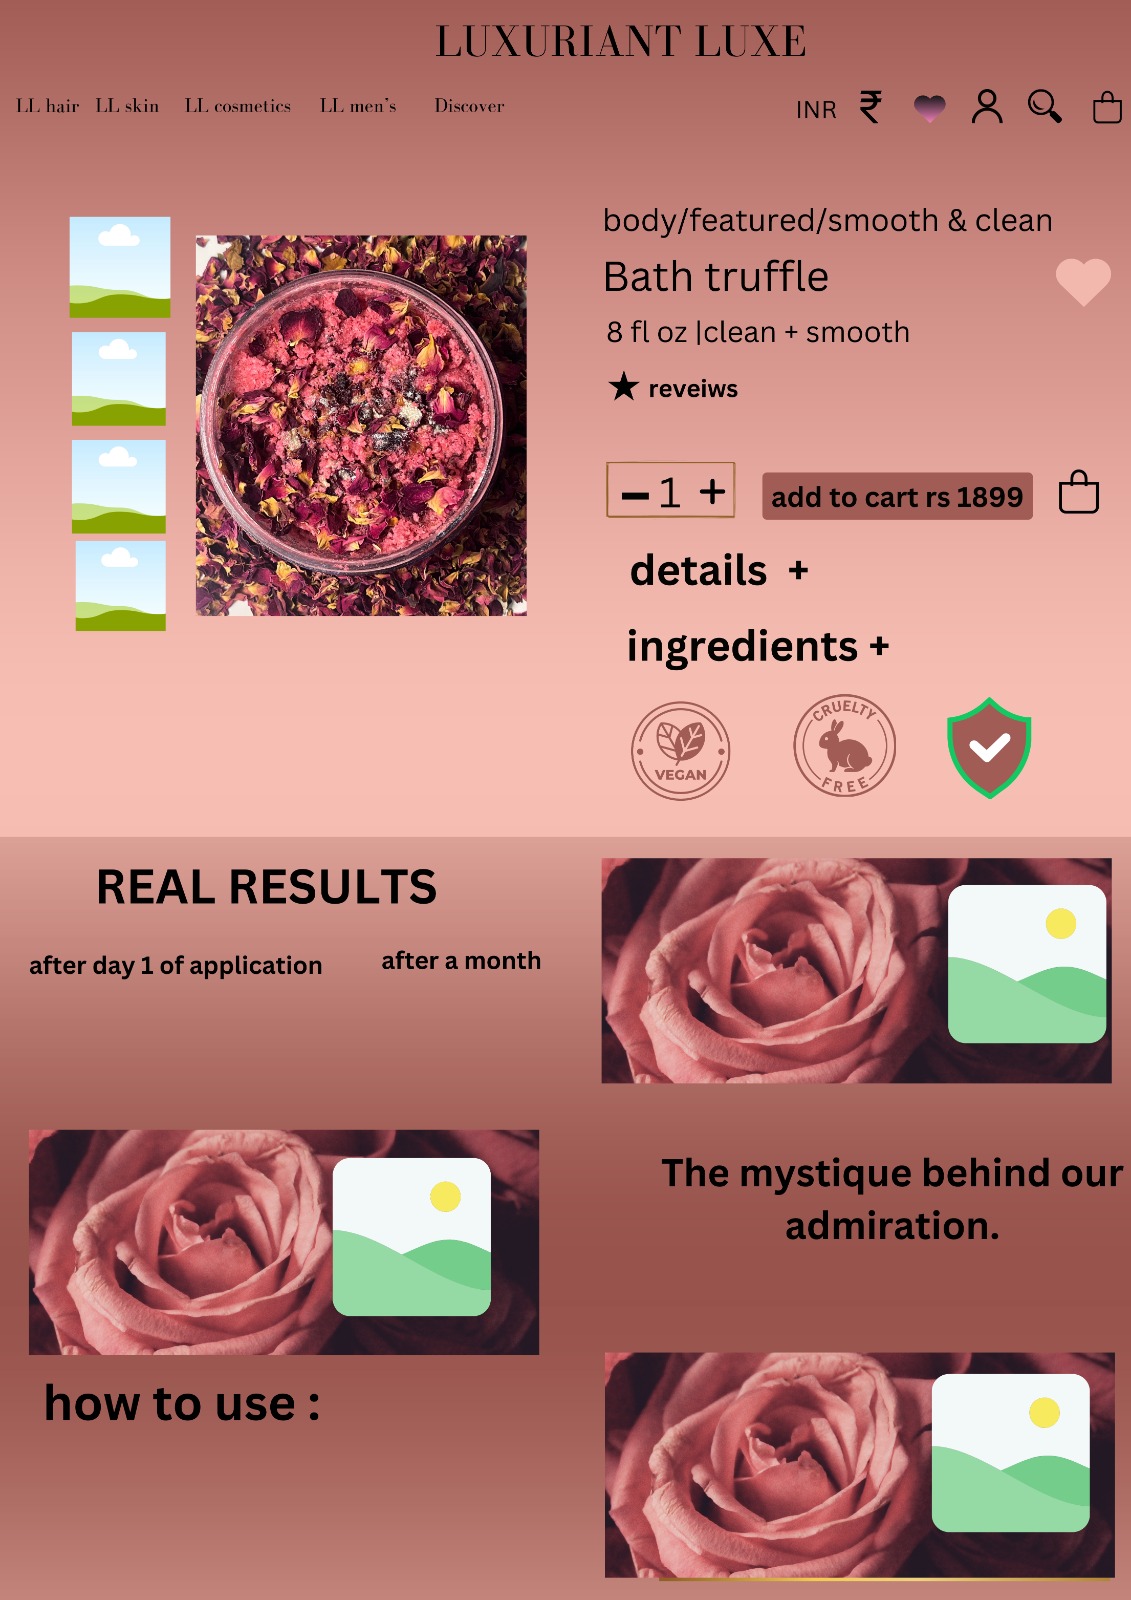 LUXURIANT LUXE
LL hair LL skin LL cosmetics LL men's Discover
INR ₹
body/featured/smooth & clean
Bath truffle
8 fl oz |clean + smooth
★ reveiws
- 1 +
add to cart rs 1899
details +
ingredients +
VEGAN
CRUELTY
FREE
REAL RESULTS
after day 1 of application
after a month
The mystique behind our
admiration.
how to use :